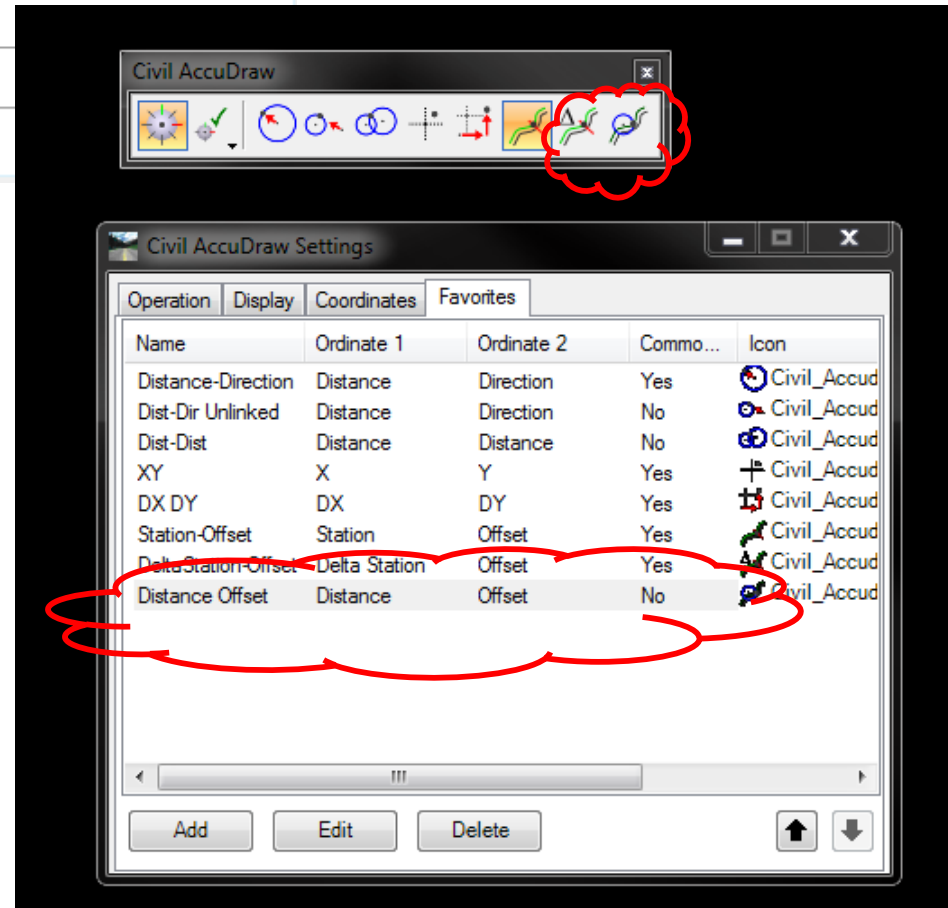 Civil AccuDraw
Civil AccuDraw Settings
Operation Display Coordinates Favorites
Name Ordinate 1 Ordinate 2 Commo... Icon
Distance-Direction Distance Direction Yes Civil_Accud
Dist-Dir Unlinked Distance Direction No Civil_Accud
Dist-Dist Distance Distance No Civil_Accud
XY X Y Yes Civil_Accud
DX DY DX DY Yes Civil_Accud
Station-Offset Station Offset Yes Civil_Accud
DeltaStation-Offset Delta Station Offset Yes Civil_Accud
Distance Offset Distance Offset No Civil_Accud
Add Edit Delete